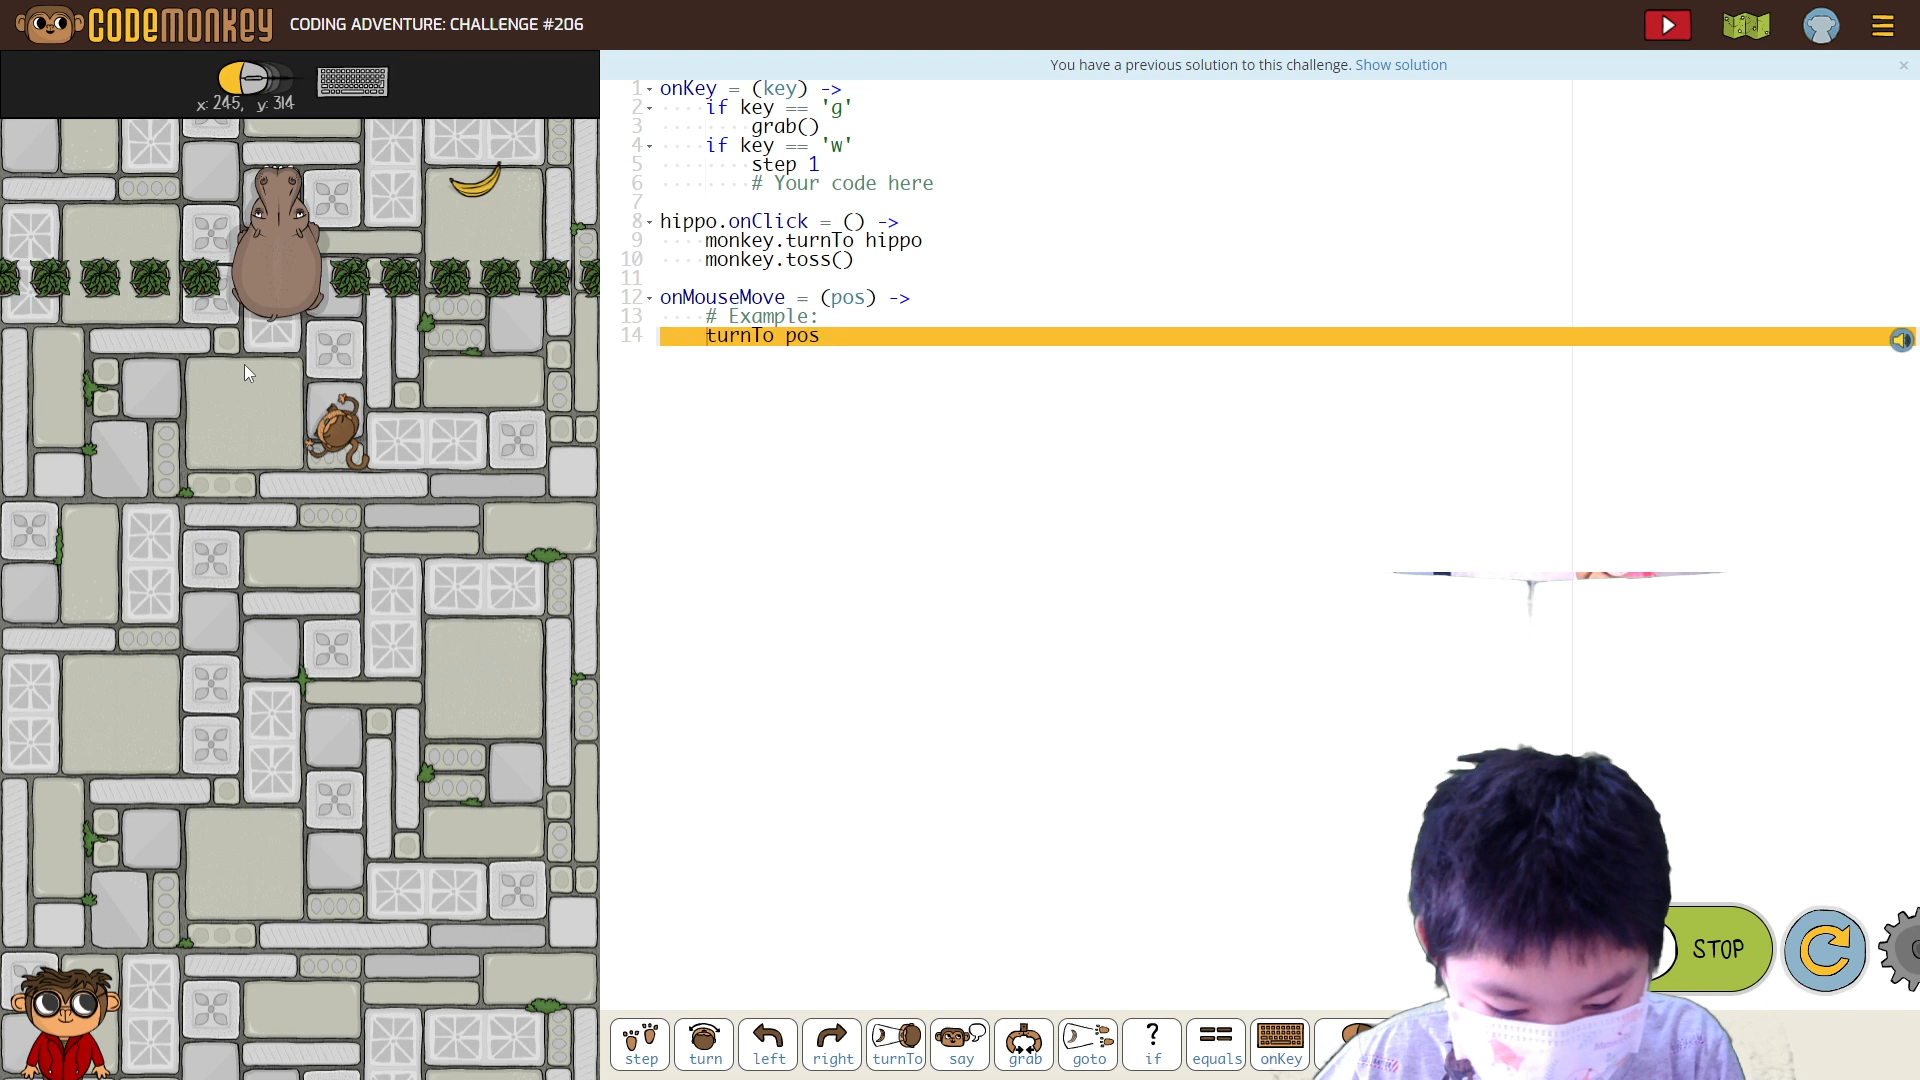 CODEMONKEY
CODING ADVENTURE: CHALLENGE #206
x: 245, y: 314
You have a previous solution to this challenge. Show solution
×
1 onKey = (key) ->
2 if key == 'g'
3 grab()
4 if key == 'w'
5 step 1
6 # Your code here
7
8 hippo.onClick = () ->
9 monkey.turnTo hippo
10 monkey.toss()
11
12 onMouseMove = (pos) ->
13 # Example:
14 turnTo pos
STOP
step
turn
left
right
turnTo
say
grab
goto
?
if
equals
onKey